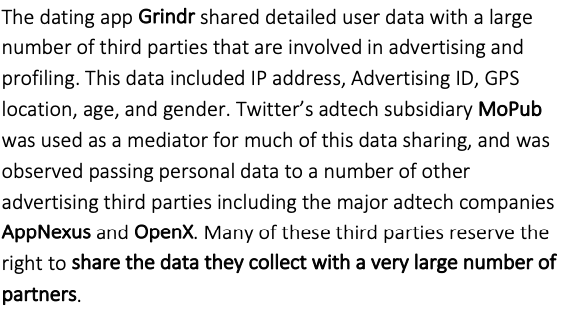 The dating app Grindr shared detailed user data with a large
number of third parties that are involved in advertising and
profiling. This data included IP address, Advertising ID, GPS
location, age, and gender. Twitter’s adtech subsidiary MoPub
was used as a mediator for much of this data sharing, and was
observed passing personal data to a number of other
advertising third parties including the major adtech companies
AppNexus and OpenX. Many of these third parties reserve the
right to share the data they collect with a very large number of
partners.